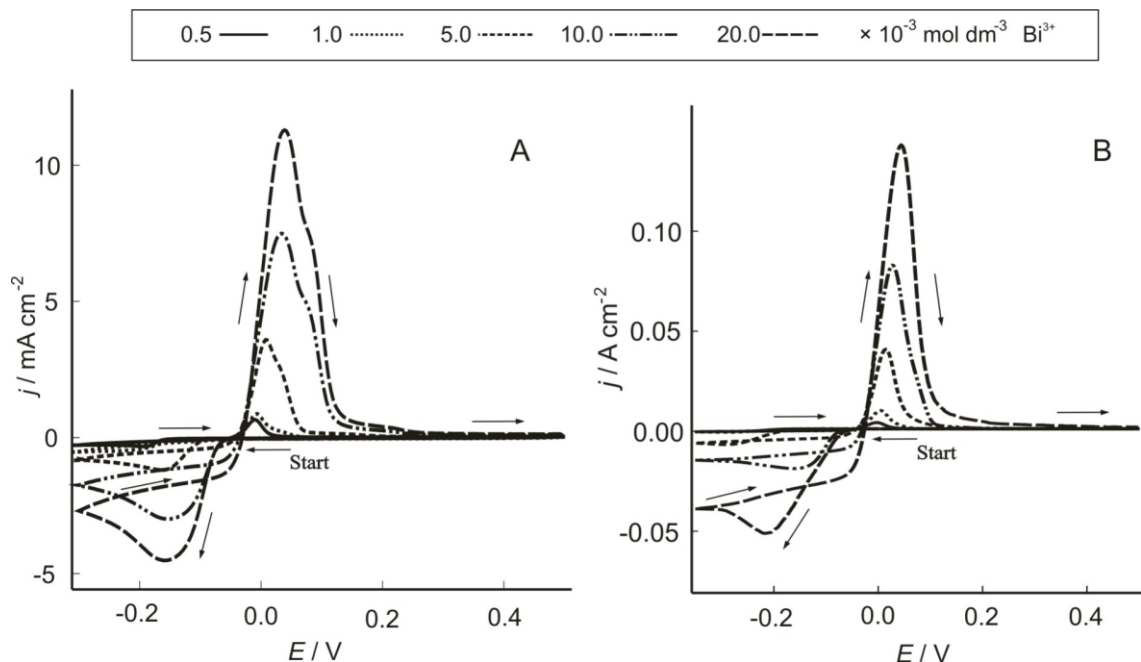 0.5 1.0 5.0 10.0 20.0 × 10⁻³ mol dm⁻³ Bi³⁺
A
10
5
0
-5
j / mA cm⁻²
Start
-0.2 0.0 0.2 0.4
E / V
B
0.10
0.05
0.00
-0.05
j / A cm⁻²
Start
-0.2 0.0 0.2 0.4
E / V